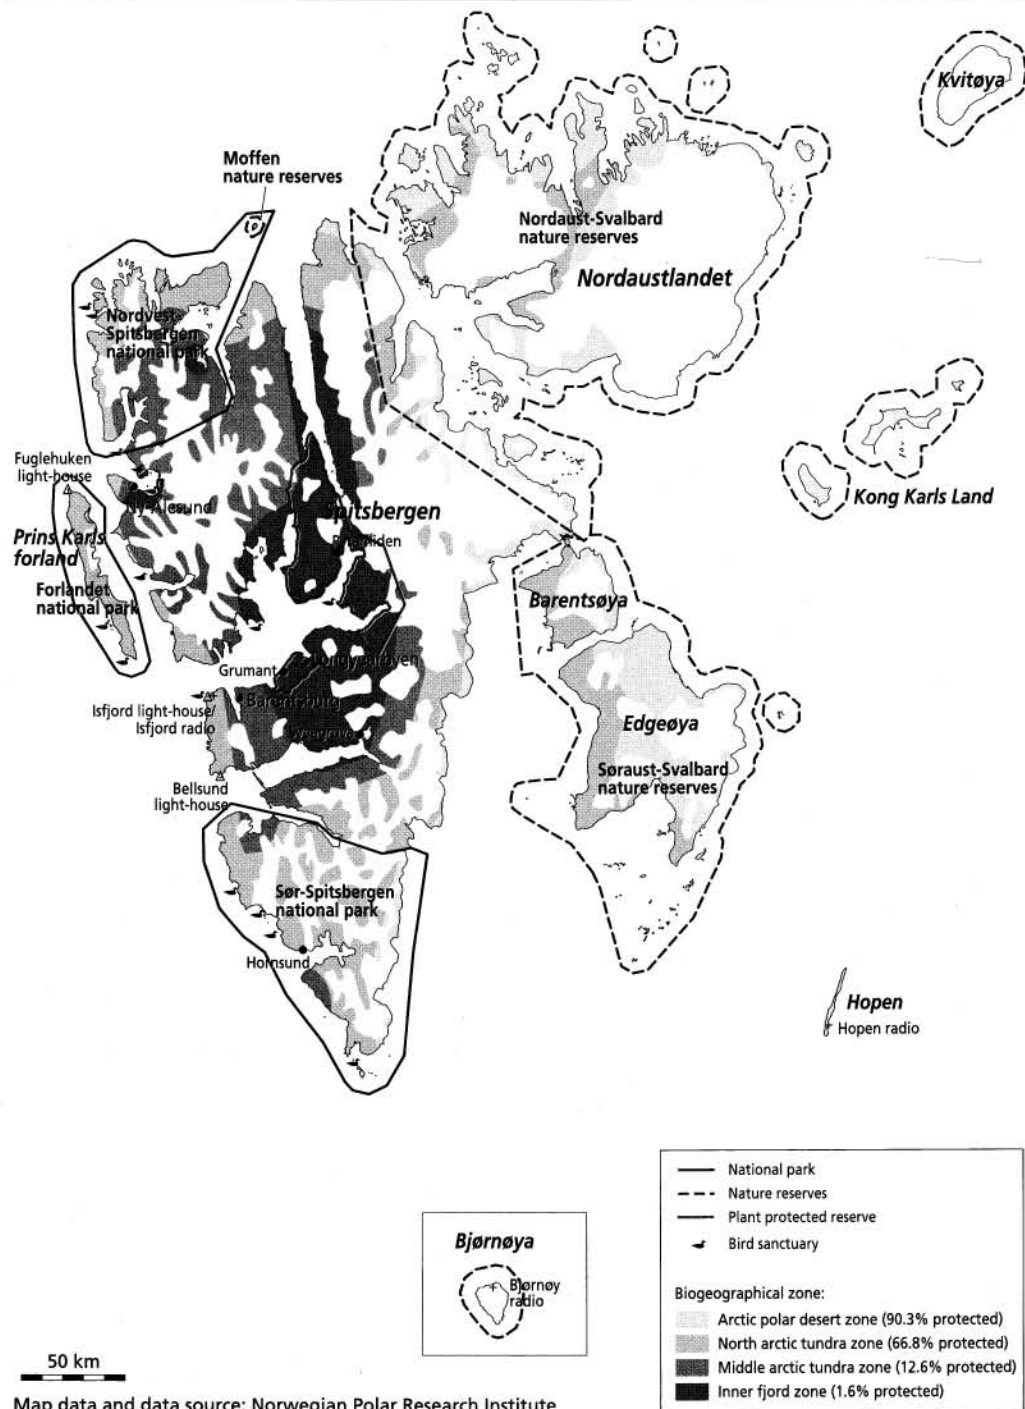 Kvitøya
Moffen
nature reserves
Nordaust-Svalbard
nature reserves
Nordaustlandet
Nordvest-
Spitsbergen
national park
Fuglehuken
light-house
Ny-Ålesund
Spitsbergen
Kong Karls Land
Prins Karls
forland
Pyramiden
Forlandet
national park
Barentsøya
Longyearbyen
Grumant
Barentsburg
Isfjord light-house/
Isfjord radio
Edgeøya
Sveagruva
Søraust-Svalbard
nature reserves
Bellsund
light-house
Sør-Spitsbergen
national park
Hornsund
Hopen
Hopen radio
Bjørnøya
Bjørnøy
radio
National park
Nature reserves
Plant protected reserve
Bird sanctuary
Biogeographical zone:
Arctic polar desert zone (90.3% protected)
North arctic tundra zone (66.8% protected)
Middle arctic tundra zone (12.6% protected)
Inner fjord zone (1.6% protected)
50 km
Map data and data source: Norwegian Polar Research Institute